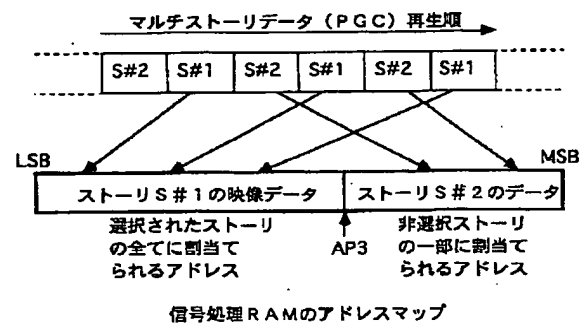 マルチストーリデータ（PGC）再生順
S#2 S#1 S#2 S#1 S#2 S#1
LSB MSB
ストーリS#1の映像データ ストーリS#2のデータ
選択されたストーリ
の全てに割当て
られるアドレス
AP3
非選択ストーリ
の一部に割当て
られるアドレス
信号処理RAMのアドレスマップ